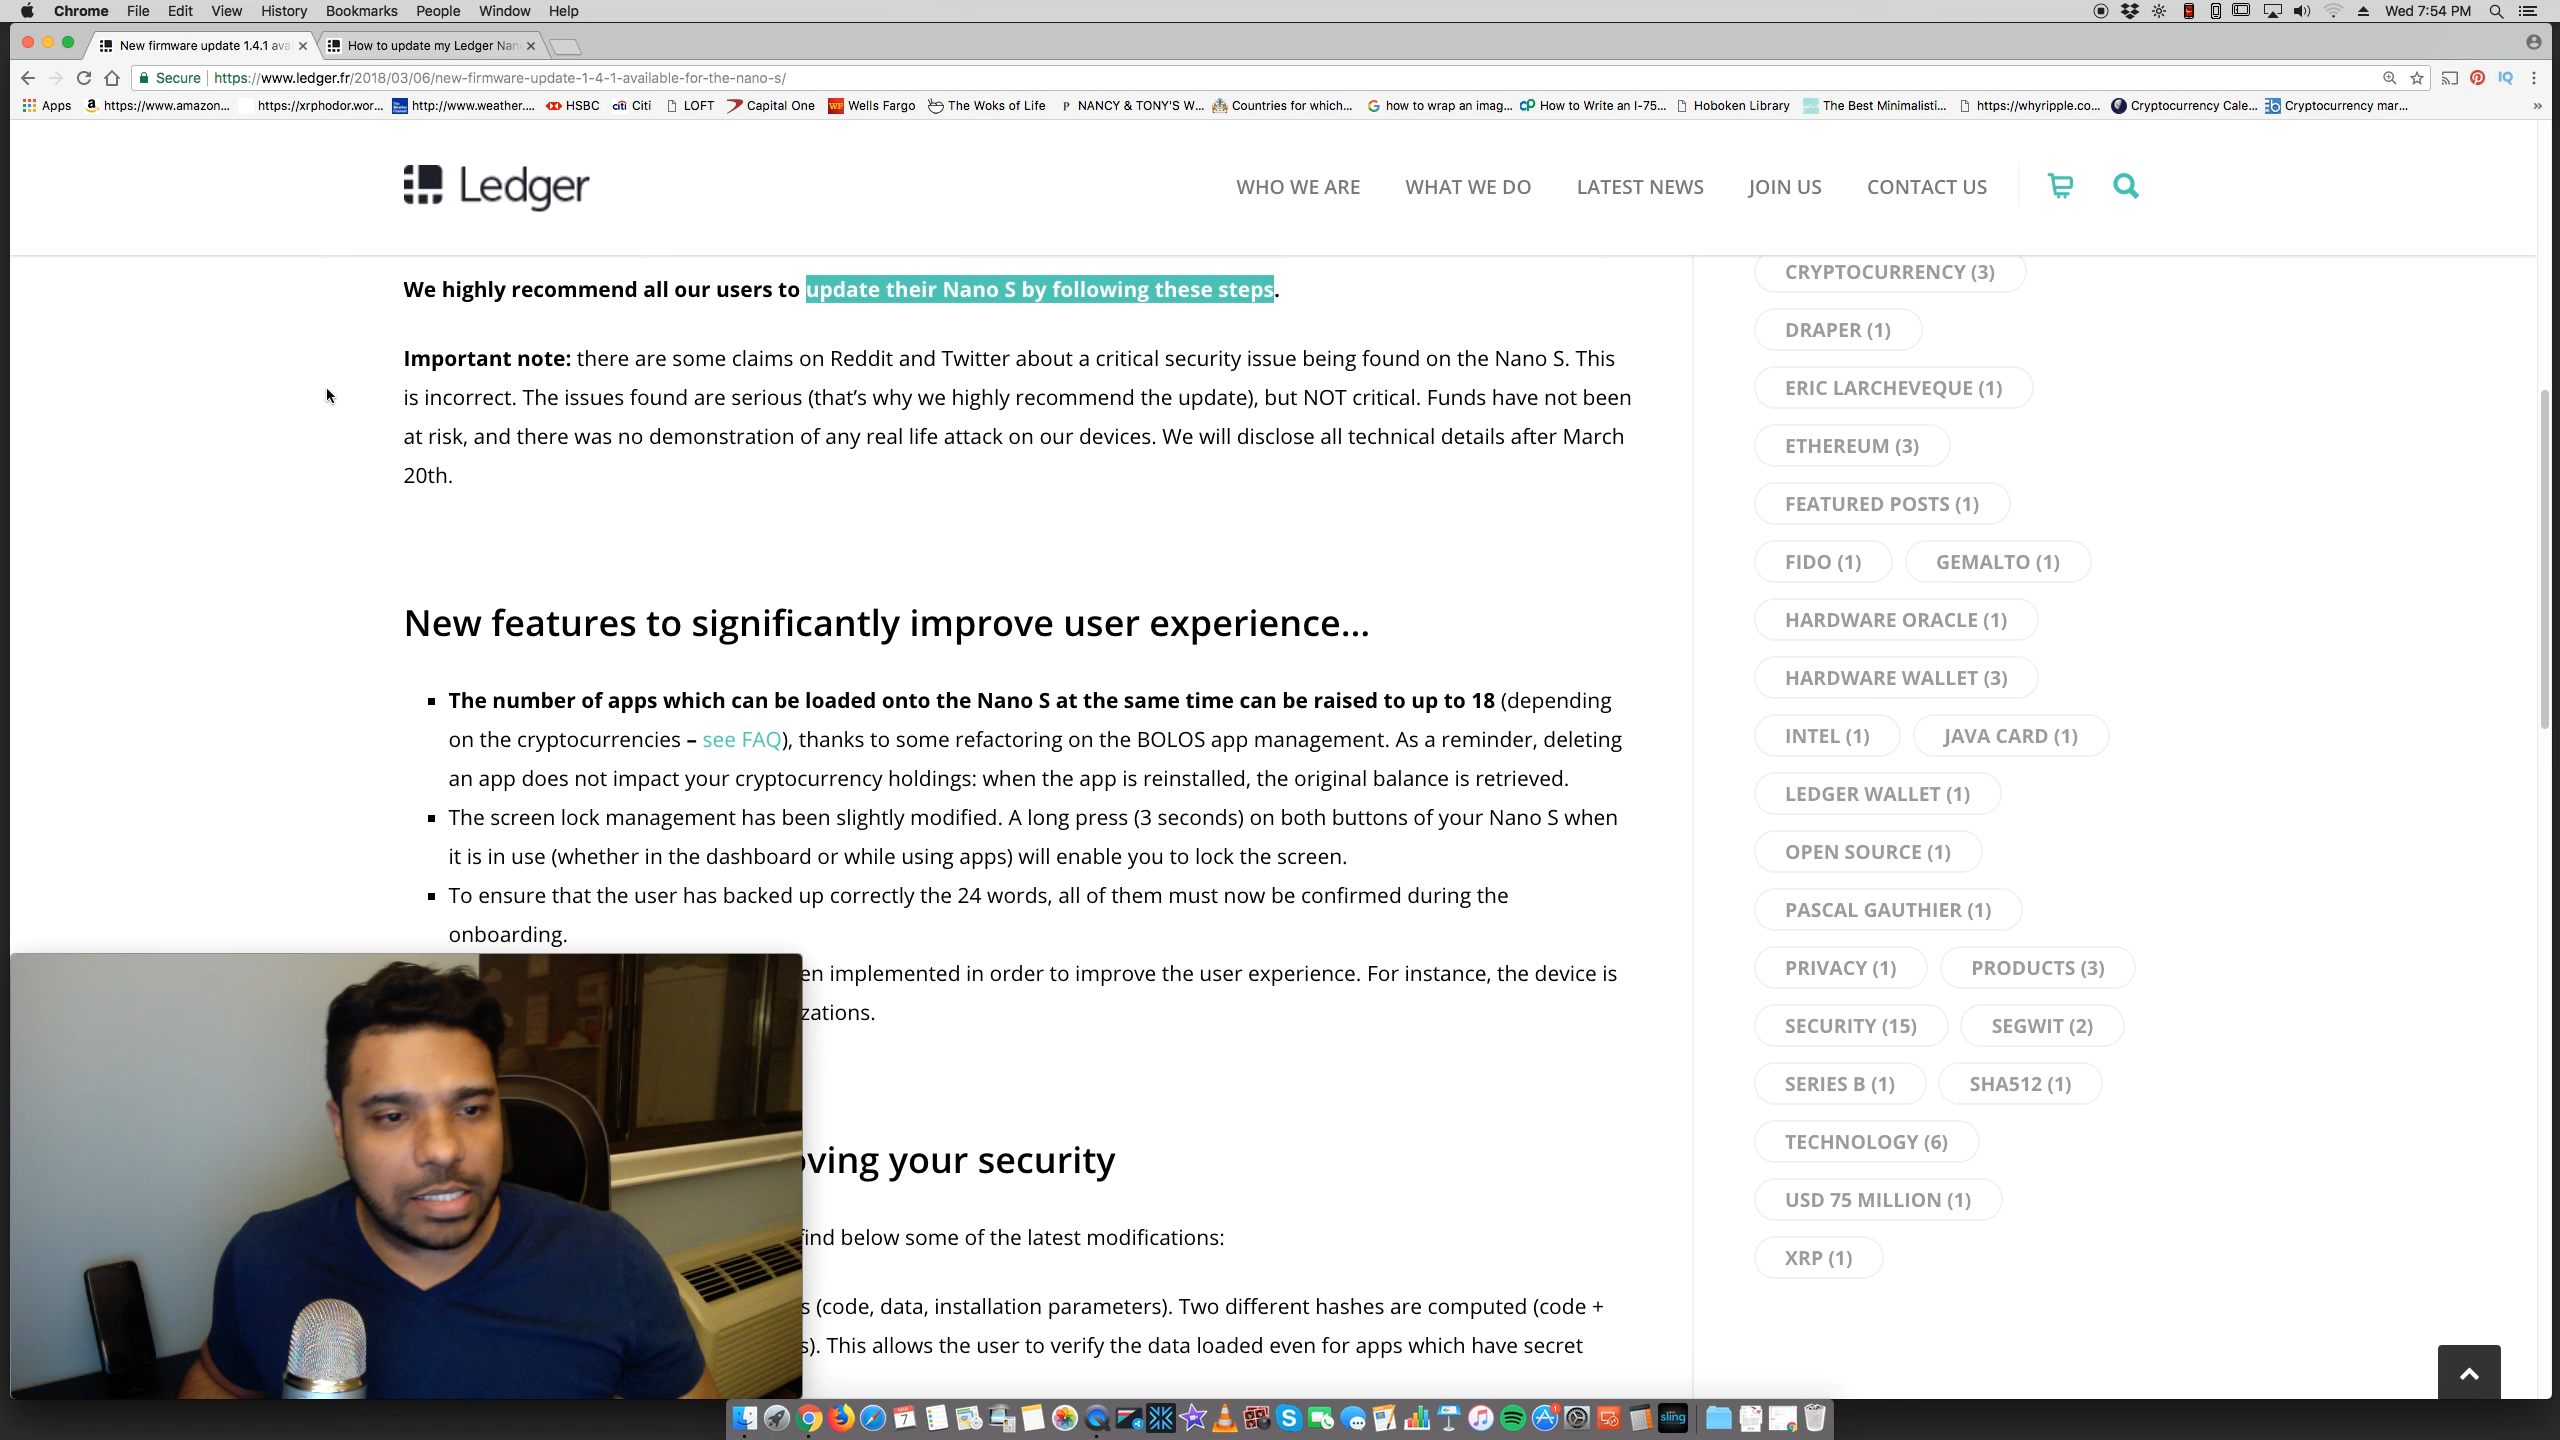 Chrome File Edit View History Bookmarks People Window Help Wed 7:54 PM
New firmware update 1.4.1 ava How to update my Ledger Nan
Secure https://www.ledger.fr/2018/03/06/new-firmware-update-1-4-1-available-for-the-nano-s/ IQ
Apps https://www.amazon... https://xrphodor.wor... http://www.weather.... HSBC citi Citi LOFT Capital One Wells Fargo The Woks of Life P NANCY & TONY'S W... Countries for which... how to wrap an imag... How to Write an I-75... Hoboken Library The Best Minimalisti... https://whyripple.co... Cryptocurrency Cale... Cryptocurrency mar... »
Ledger WHO WE ARE WHAT WE DO LATEST NEWS JOIN US CONTACT US
We highly recommend all our users to update their Nano S by following these steps.
Important note: there are some claims on Reddit and Twitter about a critical security issue being found on the Nano S. This
is incorrect. The issues found are serious (that's why we highly recommend the update), but NOT critical. Funds have not been
at risk, and there was no demonstration of any real life attack on our devices. We will disclose all technical details after March
20th.
New features to significantly improve user experience...
The number of apps which can be loaded onto the Nano S at the same time can be raised to up to 18 (depending
on the cryptocurrencies – see FAQ), thanks to some refactoring on the BOLOS app management. As a reminder, deleting
an app does not impact your cryptocurrency holdings: when the app is reinstalled, the original balance is retrieved.
The screen lock management has been slightly modified. A long press (3 seconds) on both buttons of your Nano S when
it is in use (whether in the dashboard or while using apps) will enable you to lock the screen.
To ensure that the user has backed up correctly the 24 words, all of them must now be confirmed during the
onboarding.
en implemented in order to improve the user experience. For instance, the device is
zations.
oving your security
find below some of the latest modifications:
s (code, data, installation parameters). Two different hashes are computed (code +
s). This allows the user to verify the data loaded even for apps which have secret
CRYPTOCURRENCY (3)
DRAPER (1)
ERIC LARCHEVEQUE (1)
ETHEREUM (3)
FEATURED POSTS (1)
FIDO (1) GEMALTO (1)
HARDWARE ORACLE (1)
HARDWARE WALLET (3)
INTEL (1) JAVA CARD (1)
LEDGER WALLET (1)
OPEN SOURCE (1)
PASCAL GAUTHIER (1)
PRIVACY (1) PRODUCTS (3)
SECURITY (15) SEGWIT (2)
SERIES B (1) SHA512 (1)
TECHNOLOGY (6)
USD 75 MILLION (1)
XRP (1)
7 sling